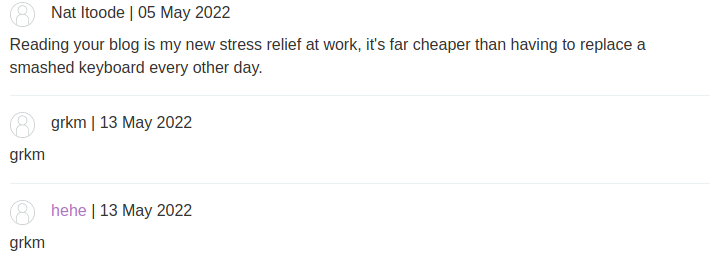 Nat Itoode | 05 May 2022
Reading your blog is my new stress relief at work, it's far cheaper than having to replace a
smashed keyboard every other day.
grkm | 13 May 2022
grkm
hehe | 13 May 2022
grkm